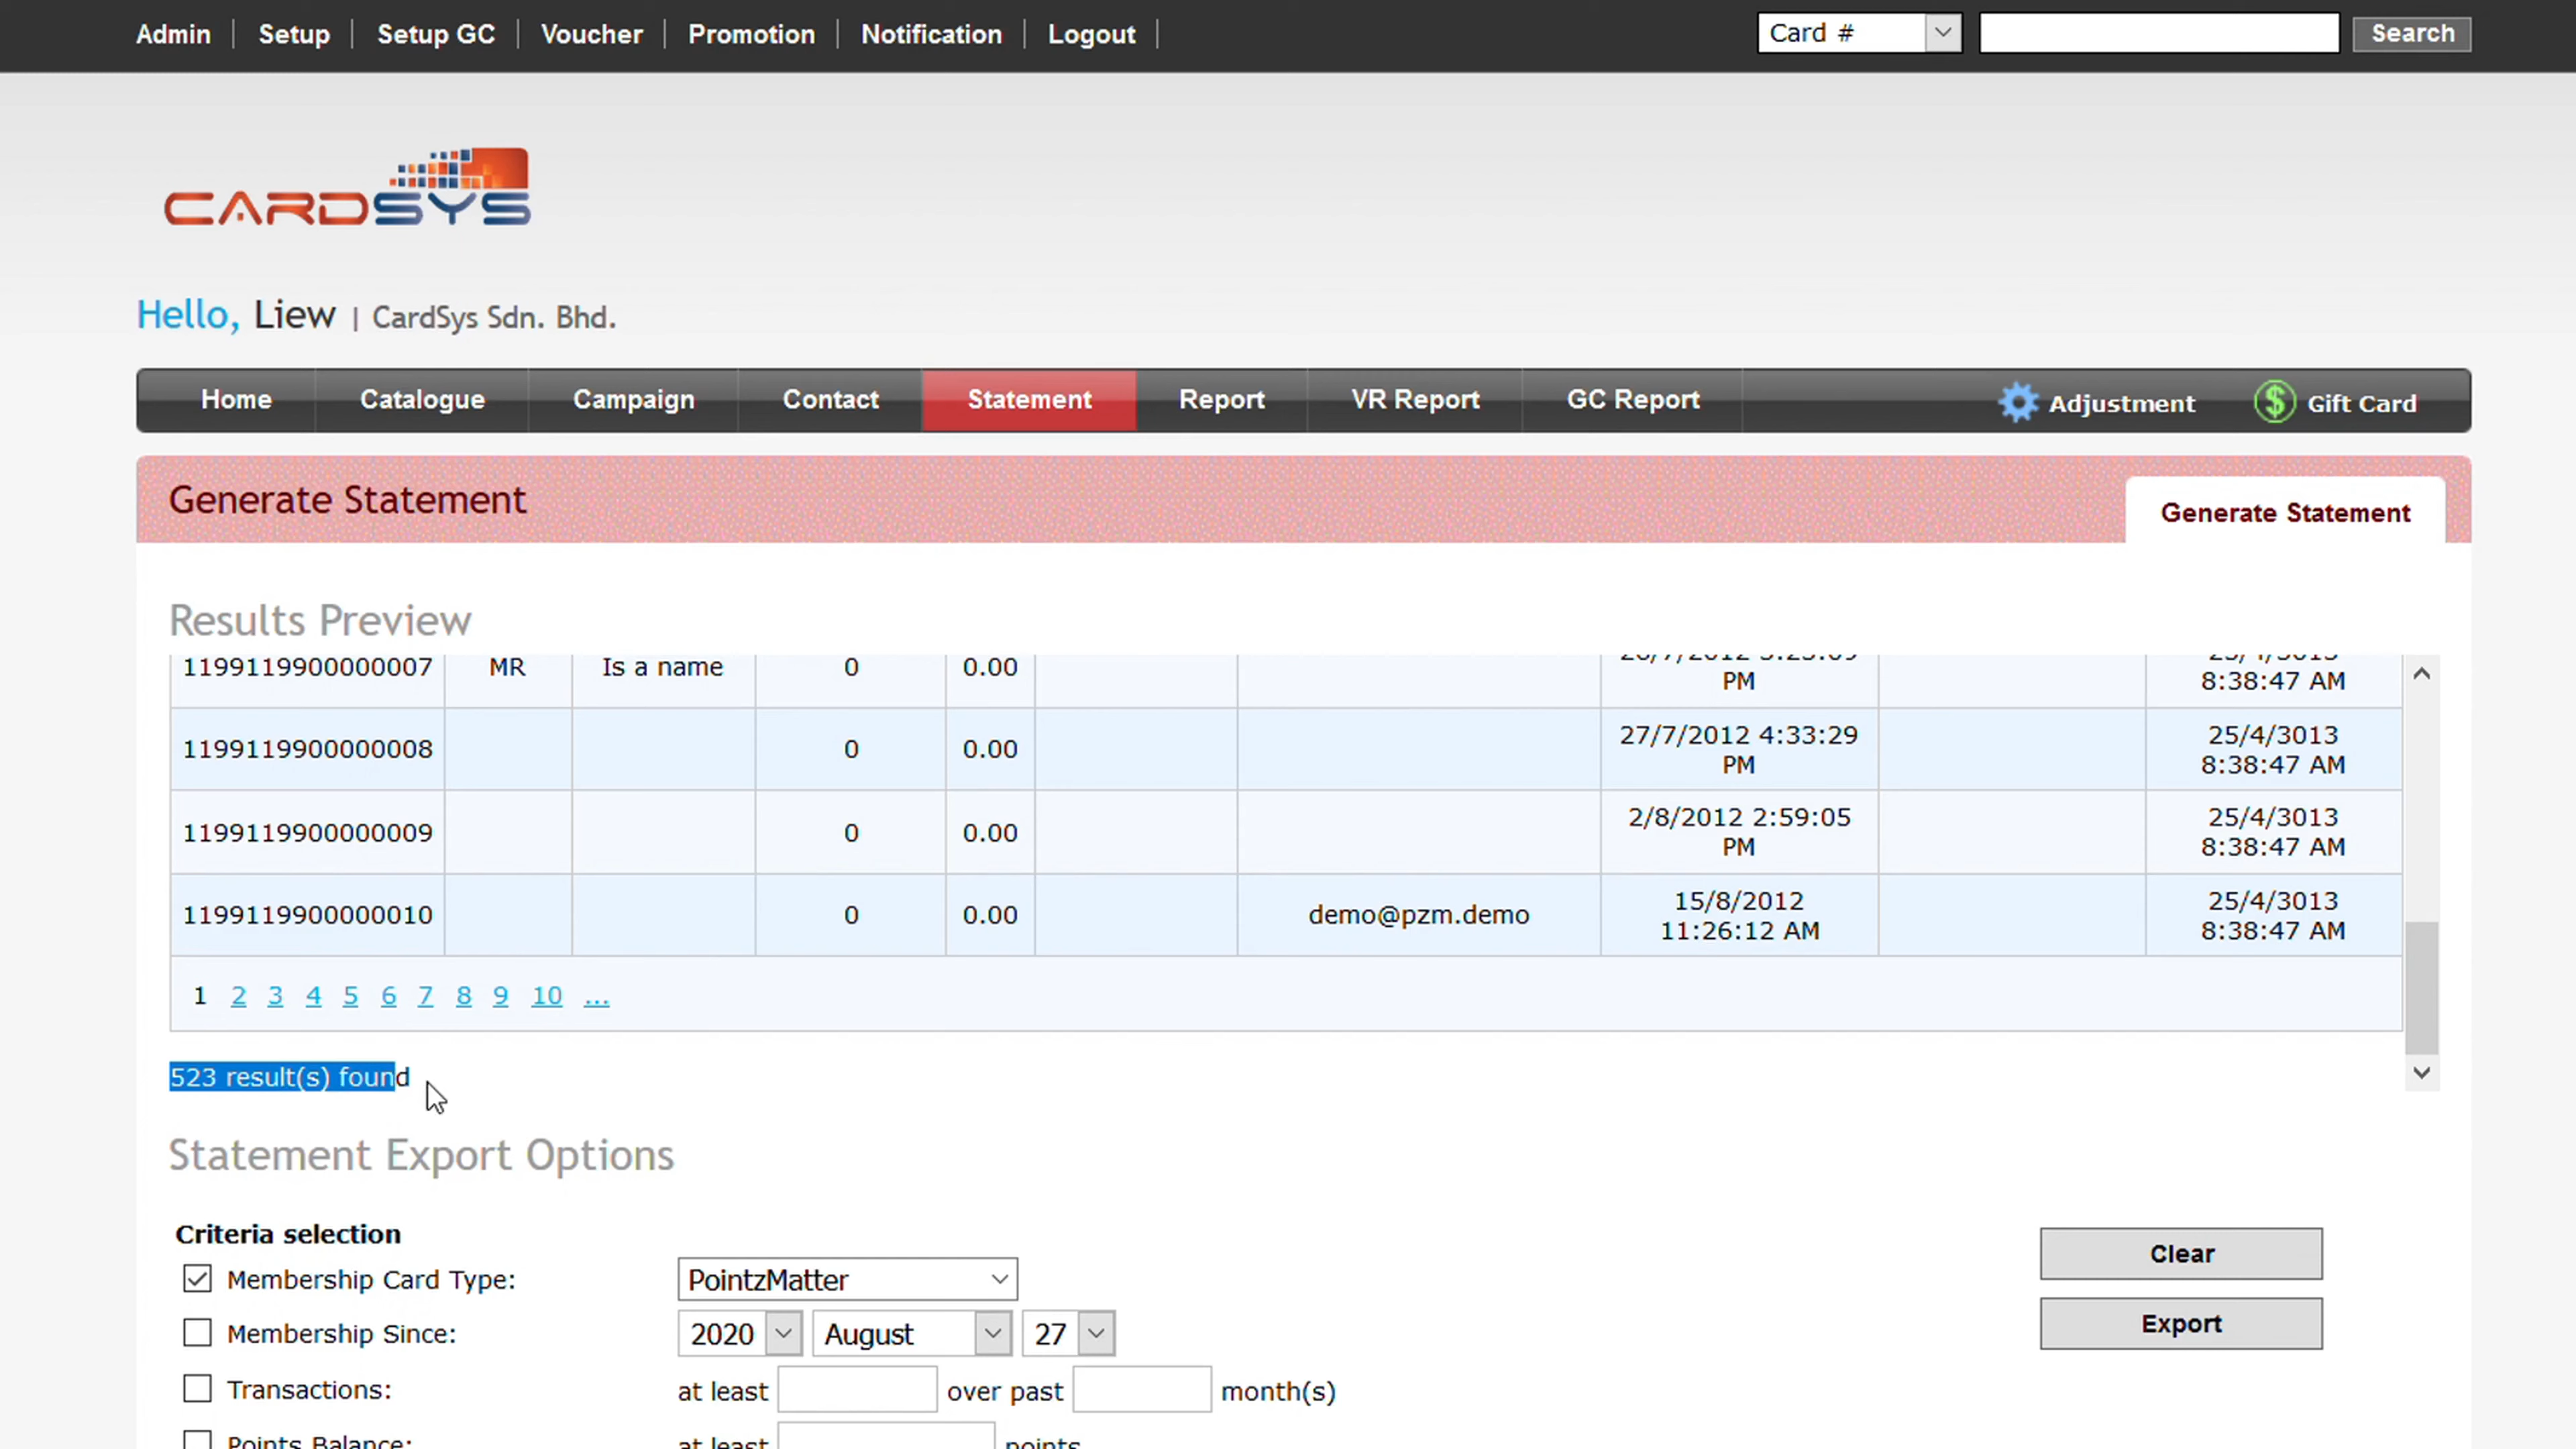 Admin Setup Setup GC Voucher Promotion Notification Logout Card # Search
CARDSYS
Hello, Liew | CardSys Sdn. Bhd.
Home Catalogue Campaign Contact Statement Report VR Report GC Report Adjustment Gift Card
Generate Statement Generate Statement
Results Preview
1199119900000007 MR Is a name 0 0.00 PM 8:38:47 AM
1199119900000008 0 0.00 27/7/2012 4:33:29 PM 25/4/3013 8:38:47 AM
1199119900000009 0 0.00 2/8/2012 2:59:05 PM 25/4/3013 8:38:47 AM
1199119900000010 0 0.00 demo@pzm.demo 15/8/2012 11:26:12 AM 25/4/3013 8:38:47 AM
1 2 3 4 5 6 7 8 9 10 ...
523 result(s) found
Statement Export Options
Criteria selection
Clear
Membership Card Type: PointzMatter
Export
Membership Since: 2020 August 27
Transactions: at least over past month(s)
Points Balance: at least points